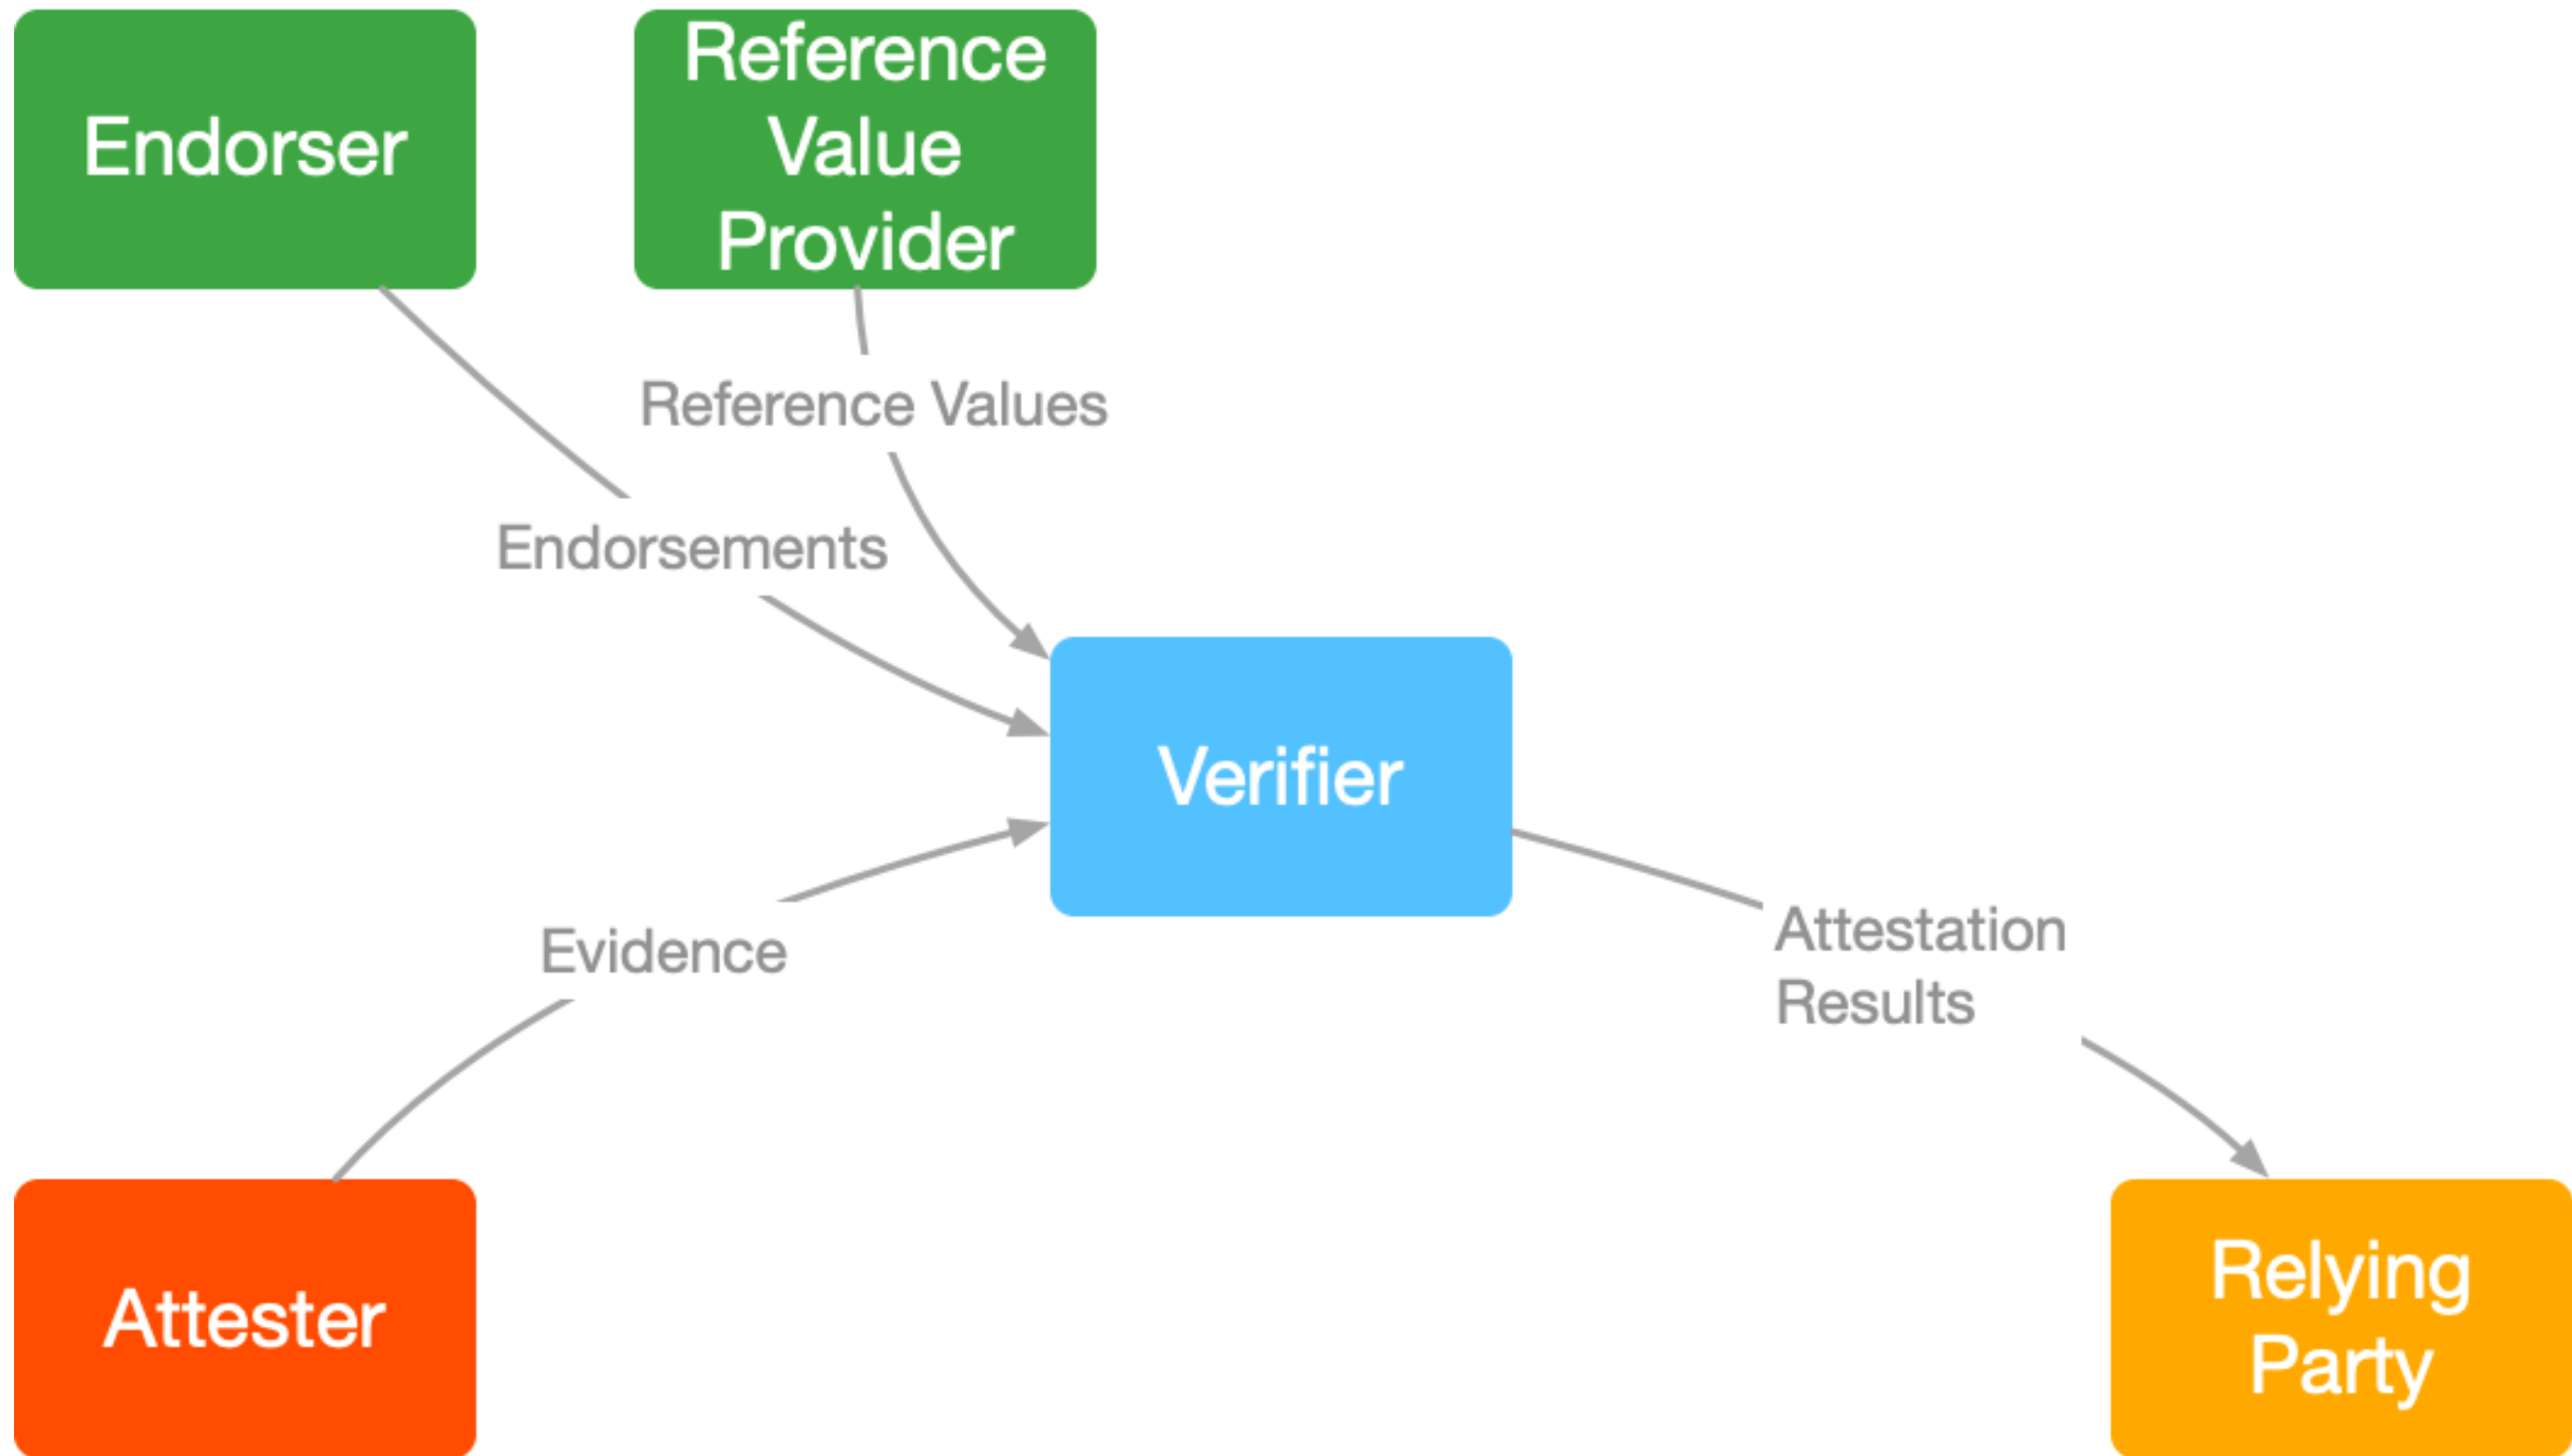 Endorser
Reference
Value
Provider
Reference Values
Endorsements
Verifier
Evidence
Attestation
Results
Attester
Relying
Party